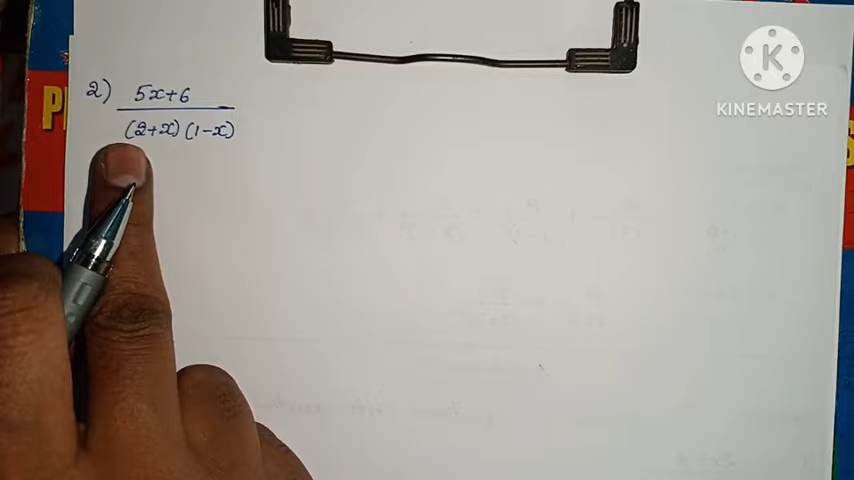 2) 5x+6
(2+x) (1-x)
K
KINEMASTER